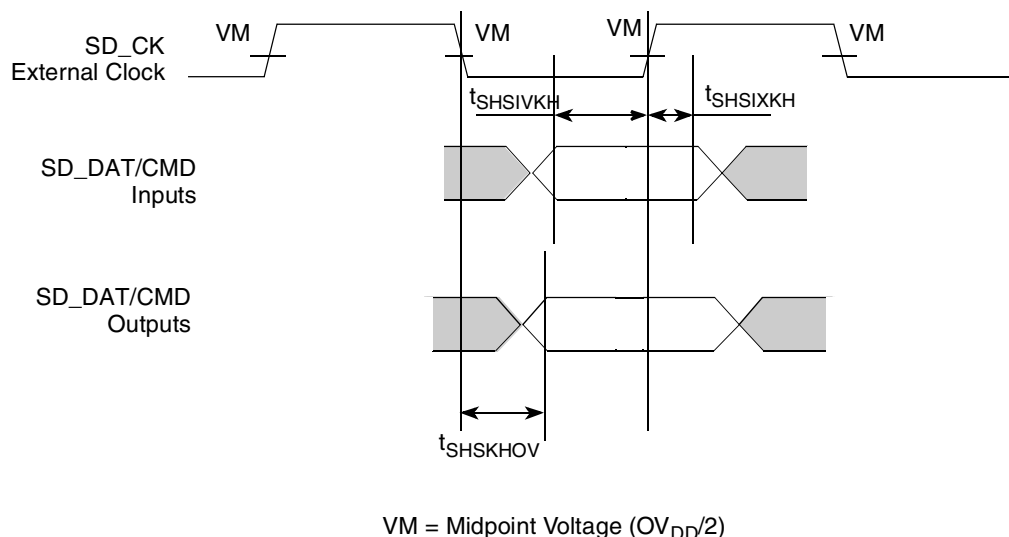 VM
VM
VM
VM
SD_CK
External Clock
tSHSIVKH
tSHSIXKH
SD_DAT/CMD
Inputs
SD_DAT/CMD
Outputs
tSHSKHOV
VM = Midpoint Voltage (OVDD/2)